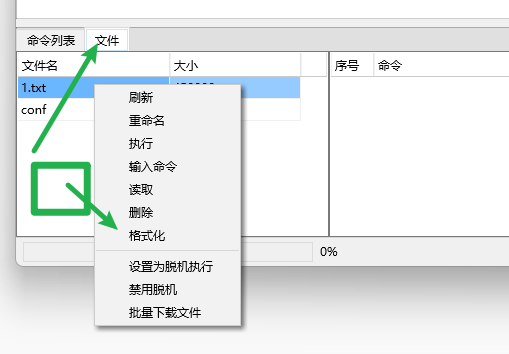 命令列表 文件
文件名 大小 序号 命令
1.txt
conf
刷新
重命名
执行
输入命令
读取
删除
格式化
0%
设置为脱机执行
禁用脱机
批量下载文件